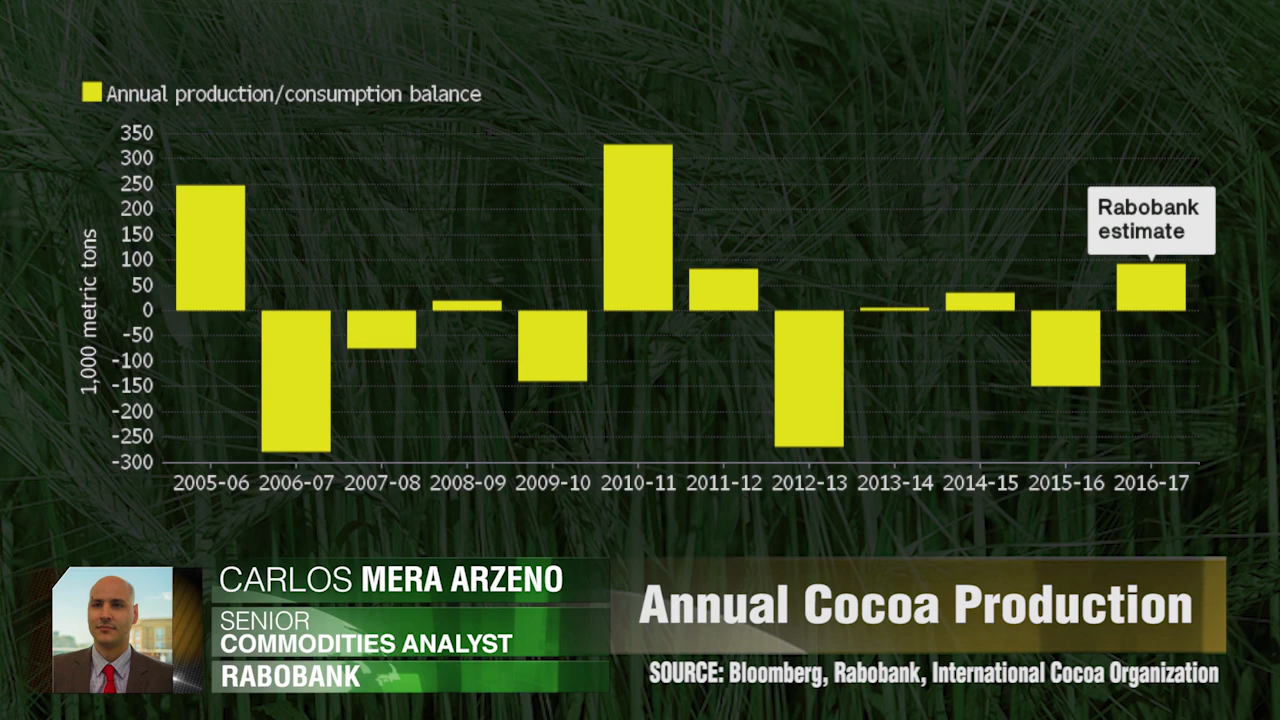 Annual production/consumption balance
350
300
250
200
150
100
50
0
-50
-100
-150
-200
-250
-300
1,000 metric tons
Rabobank
estimate
2005-06 2006-07 2007-08 2008-09 2009-10 2010-11 2011-12 2012-13 2013-14 2014-15 2015-16 2016-17
CARLOS MERA ARZENO
SENIOR
COMMODITIES ANALYST
RABOBANK
Annual Cocoa Production
SOURCE: Bloomberg, Rabobank, International Cocoa Organization